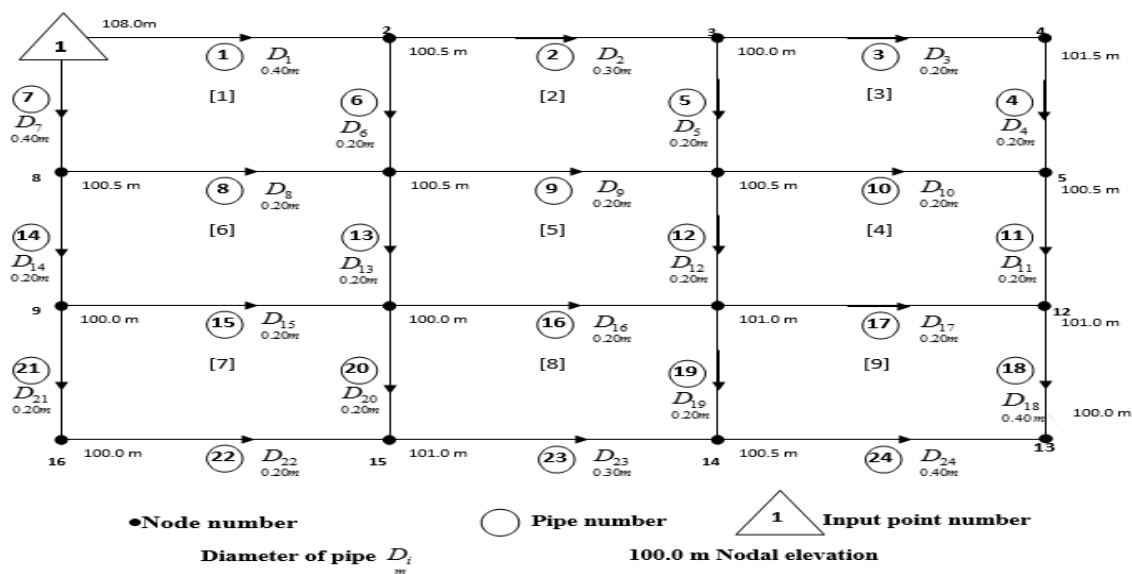 108.0m
1
2
3
4
1 D1 0.40m
100.5 m
2 D2 0.30m
100.0 m
3 D3 0.20m
101.5 m
7 D7 0.40m
[1]
6 D6 0.20m
[2]
5 D5 0.20m
[3]
4 D4 0.20m
8
100.5 m
8 D8 0.20m
100.5 m
9 D9 0.20m
100.5 m
10 D10 0.20m
5
100.5 m
14 D14 0.20m
[6]
13 D13 0.20m
[5]
12 D12 0.20m
[4]
11 D11 0.20m
9
100.0 m
15 D15 0.20m
100.0 m
16 D16 0.20m
101.0 m
17 D17 0.20m
12
101.0 m
21 D21 0.20m
[7]
20 D20 0.20m
[8]
19 D19 0.20m
[9]
18 D18 0.40m
100.0 m
16
100.0 m
22 D22 0.20m
15
101.0 m
23 D23 0.30m
14
100.5 m
24 D24 0.40m
13
Node number
Pipe number
1 Input point number
Diameter of pipe Di m
100.0 m Nodal elevation